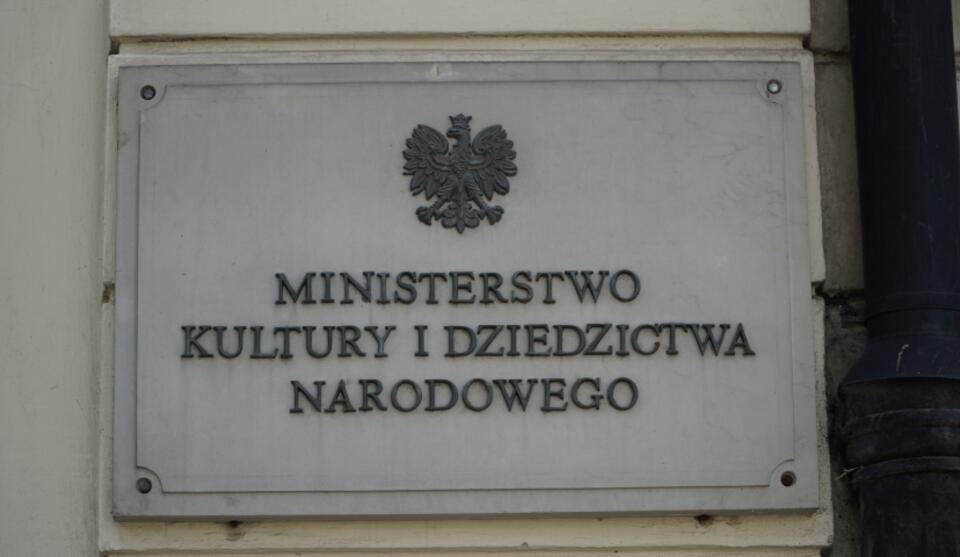 MINISTERSTWO
KULTURY I DZIEDZICTWA
NARODOWEGO